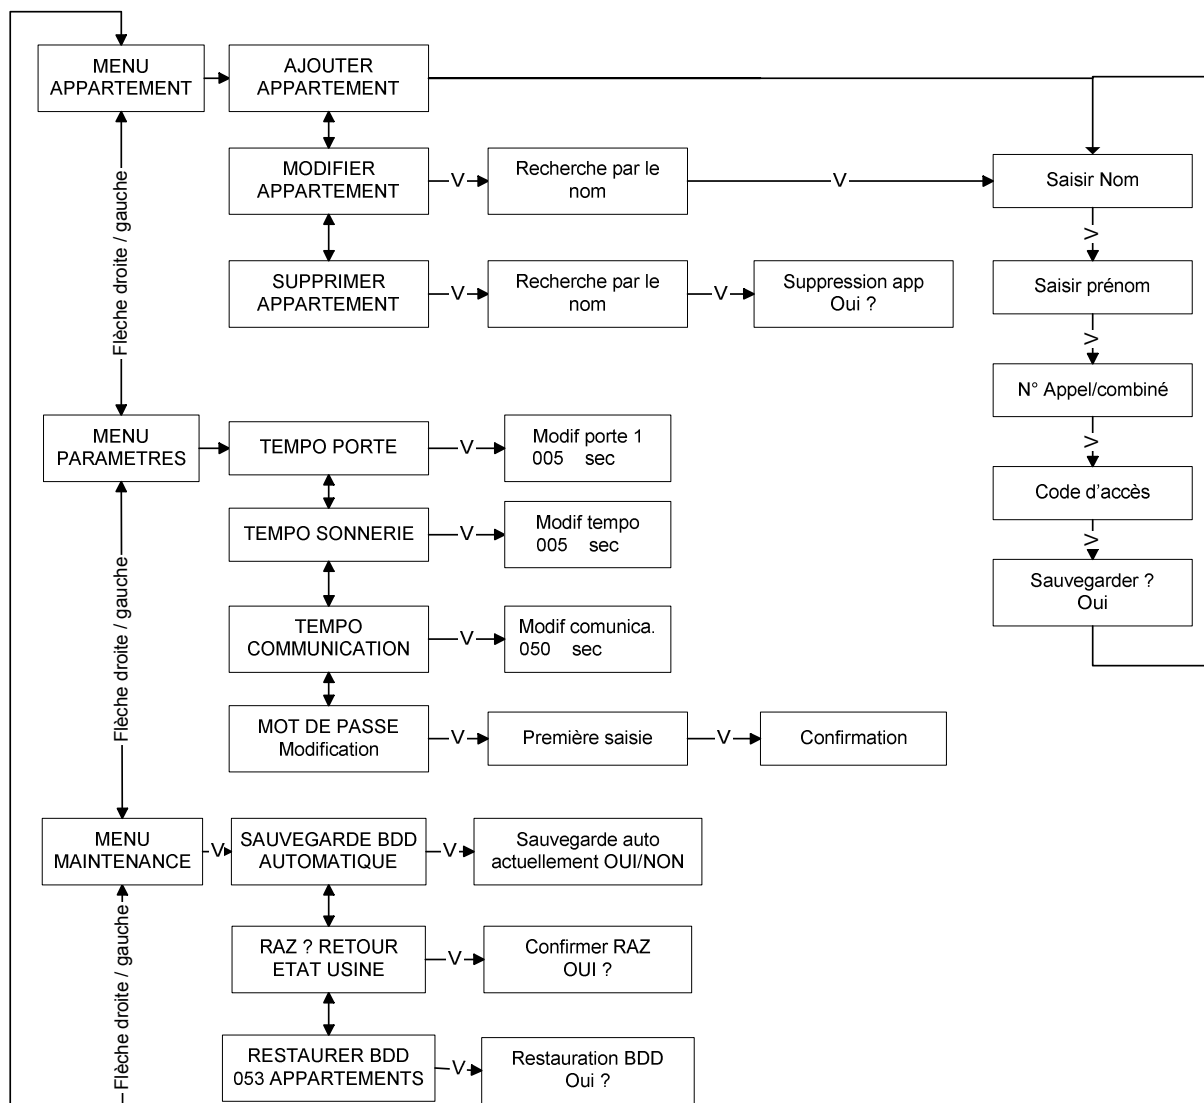 MENU
APPARTEMENT
AJOUTER
APPARTEMENT
MODIFIER
APPARTEMENT
V
Recherche par le
nom
V
Saisir Nom
V
SUPPRIMER
APPARTEMENT
V
Recherche par le
nom
V
Suppression app
Oui ?
Saisir prénom
V
N° Appel/combiné
V
Code d'accès
V
Sauvegarder ?
Oui
Flèche droite / gauche
MENU
PARAMETRES
TEMPO PORTE
V
Modif porte 1
005 sec
TEMPO SONNERIE
V
Modif tempo
005 sec
TEMPO
COMMUNICATION
V
Modif comunica.
050 sec
MOT DE PASSE
Modification
V
Première saisie
V
Confirmation
Flèche droite / gauche
MENU
MAINTENANCE
V
SAUVEGARDE BDD
AUTOMATIQUE
V
Sauvegarde auto
actuellement OUI/NON
RAZ ? RETOUR
ETAT USINE
V
Confirmer RAZ
OUI ?
RESTAURER BDD
053 APPARTEMENTS
V
Restauration BDD
Oui ?
Flèche droite / gauche